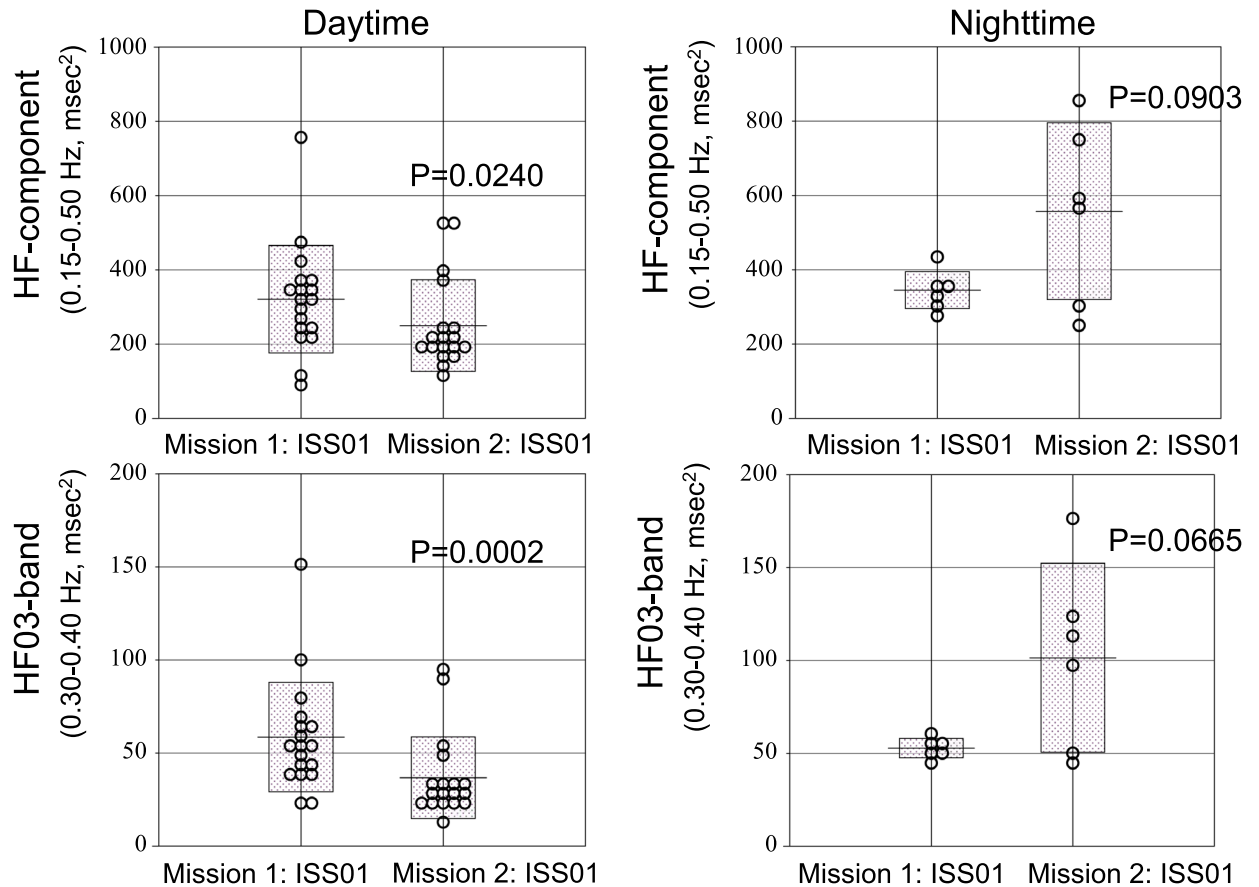 Daytime
HF-component
(0.15-0.50 Hz, msec²)
1000
800
600
400
200
0
P=0.0240
Mission 1: ISS01 Mission 2: ISS01
Nighttime
HF-component
(0.15-0.50 Hz, msec²)
1000
800
600
400
200
0
P=0.0903
Mission 1: ISS01 Mission 2: ISS01
HF03-band
(0.30-0.40 Hz, msec²)
200
150
100
50
0
P=0.0002
Mission 1: ISS01 Mission 2: ISS01
HF03-band
(0.30-0.40 Hz, msec²)
200
150
100
50
0
P=0.0665
Mission 1: ISS01 Mission 2: ISS01